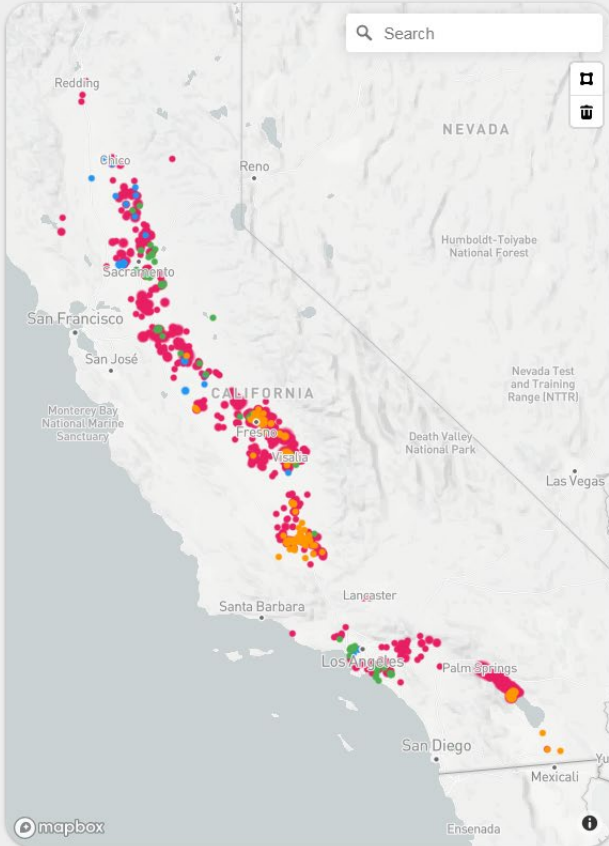 Search
Redding
NEVADA
Chico
Reno
Humboldt-Toiyabe
National Forest
Sacramento
San Francisco
San José
Nevada Test
and Training
Range (NTTR)
CALIFORNIA
Monterey Bay
National Marine
Sanctuary
Fresno
Death Valley
National Park
Visalia
Las Vegas
Lancaster
Santa Barbara
Los Angeles
Palm Springs
San Diego
Yu
Mexicali
Ensenada
mapbox